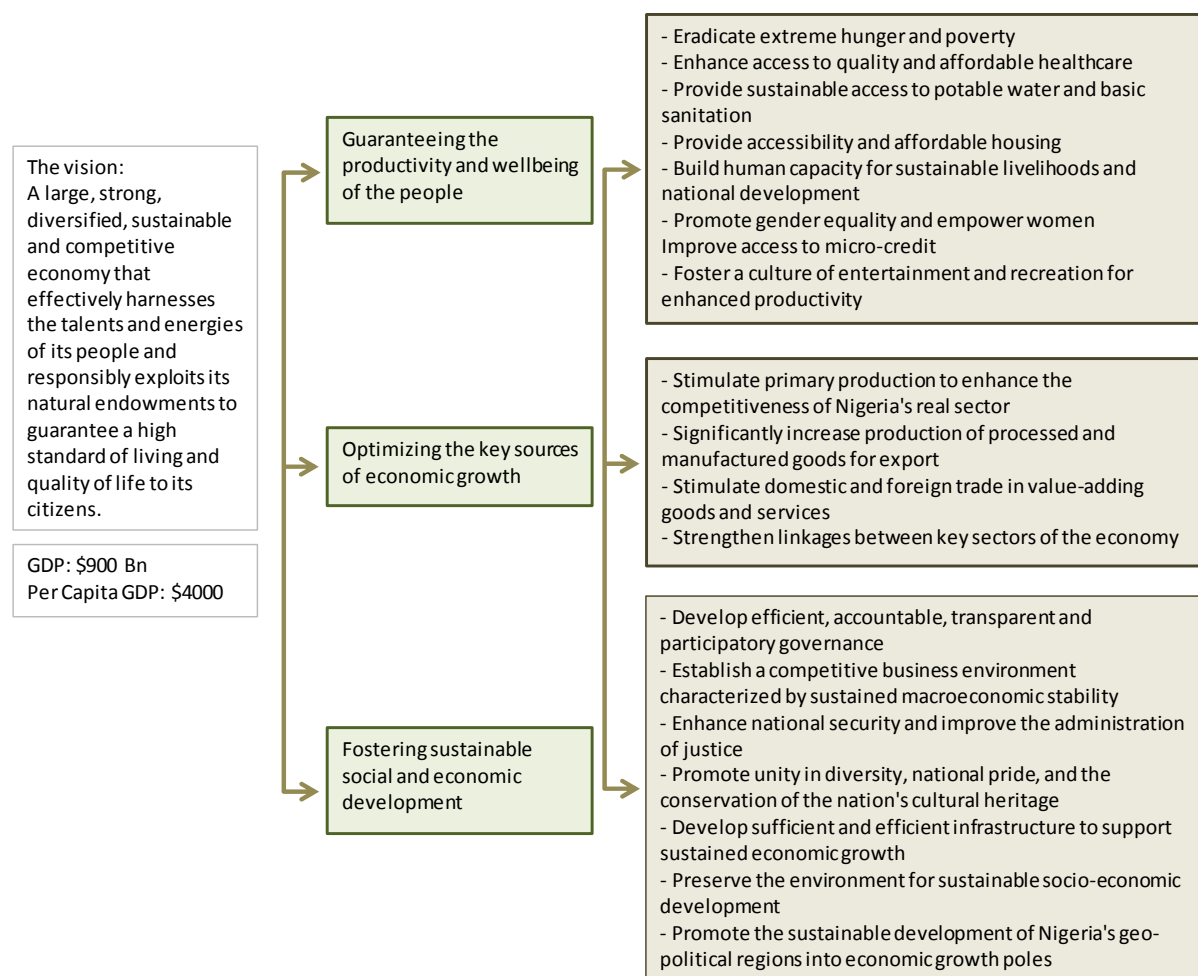 The vision:
A large, strong,
diversified, sustainable
and competitive
economy that
effectively harnesses
the talents and energies
of its people and
responsibly exploits its
natural endowments to
guarantee a high
standard of living and
quality of life to its
citizens.
GDP: $900 Bn
Per Capita GDP: $4000
Guaranteeing the
productivity and wellbeing
of the people
Optimizing the key sources
of economic growth
Fostering sustainable
social and economic
development
- Eradicate extreme hunger and poverty
- Enhance access to quality and affordable healthcare
- Provide sustainable access to potable water and basic
sanitation
- Provide accessibility and affordable housing
- Build human capacity for sustainable livelihoods and
national development
- Promote gender equality and empower women
Improve access to micro-credit
- Foster a culture of entertainment and recreation for
enhanced productivity
- Stimulate primary production to enhance the
competitiveness of Nigeria's real sector
- Significantly increase production of processed and
manufactured goods for export
- Stimulate domestic and foreign trade in value-adding
goods and services
- Strengthen linkages between key sectors of the economy
- Develop efficient, accountable, transparent and
participatory governance
- Establish a competitive business environment
characterized by sustained macroeconomic stability
- Enhance national security and improve the administration
of justice
- Promote unity in diversity, national pride, and the
conservation of the nation's cultural heritage
- Develop sufficient and efficient infrastructure to support
sustained economic growth
- Preserve the environment for sustainable socio-economic
development
- Promote the sustainable development of Nigeria's geo-
political regions into economic growth poles